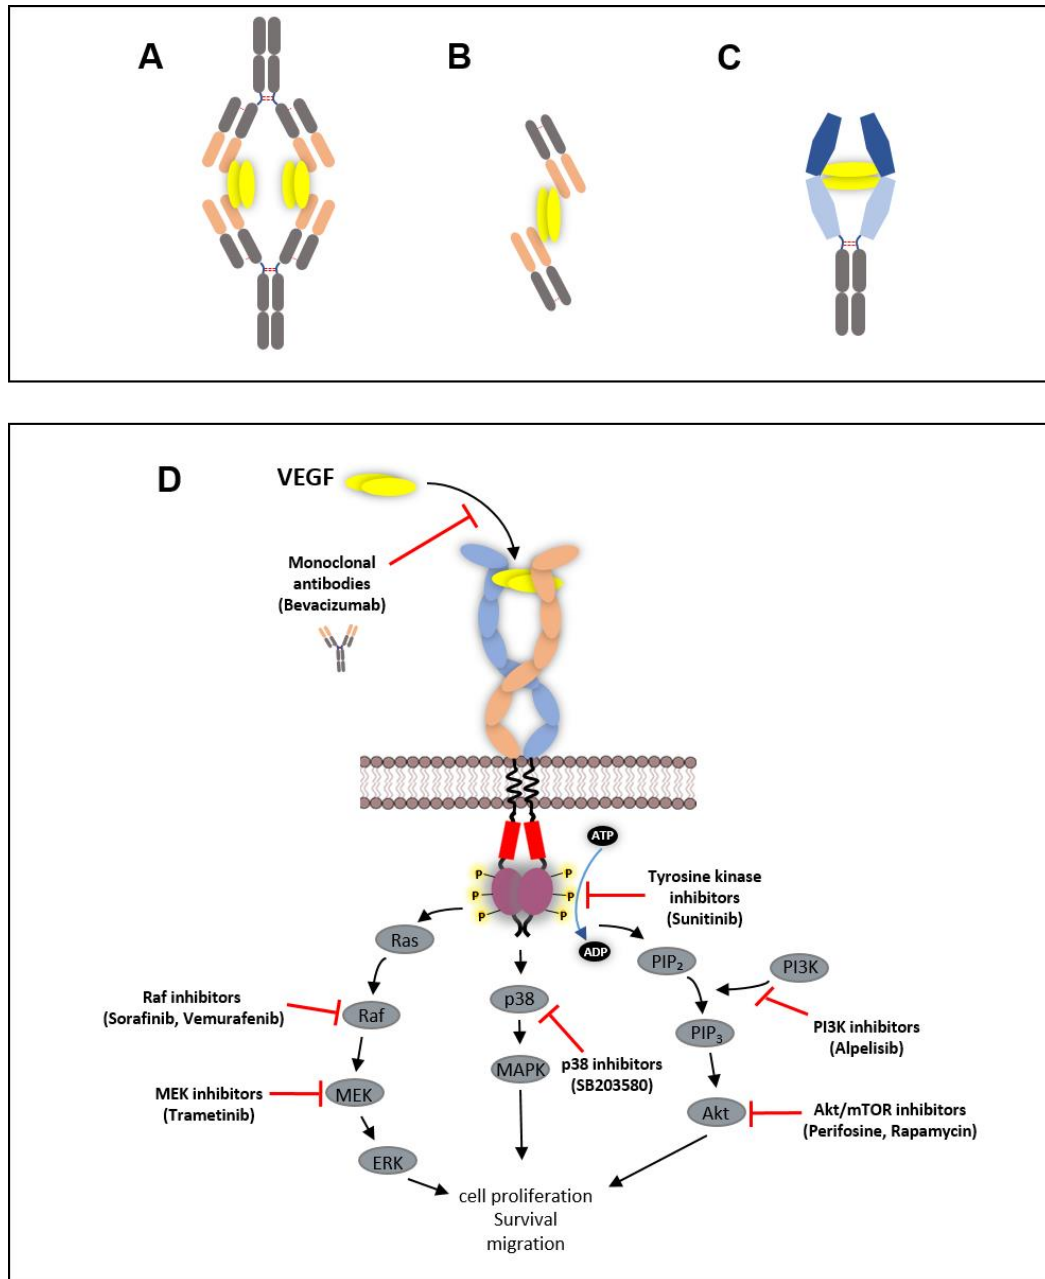 A
B
C
D
VEGF
Monoclonal
antibodies
(Bevacizumab)
ATP
P
P
P
P
P
P
Tyrosine kinase
inhibitors
(Sunitinib)
ADP
Ras
PIP2
PI3K
Raf inhibitors
(Sorafinib, Vemurafenib)
Raf
p38
PIP3
PI3K inhibitors
(Alpelisib)
MEK inhibitors
(Trametinib)
MEK
MAPK
p38 inhibitors
(SB203580)
Akt
Akt/mTOR inhibitors
(Perifosine, Rapamycin)
ERK
cell proliferation
Survival
migration